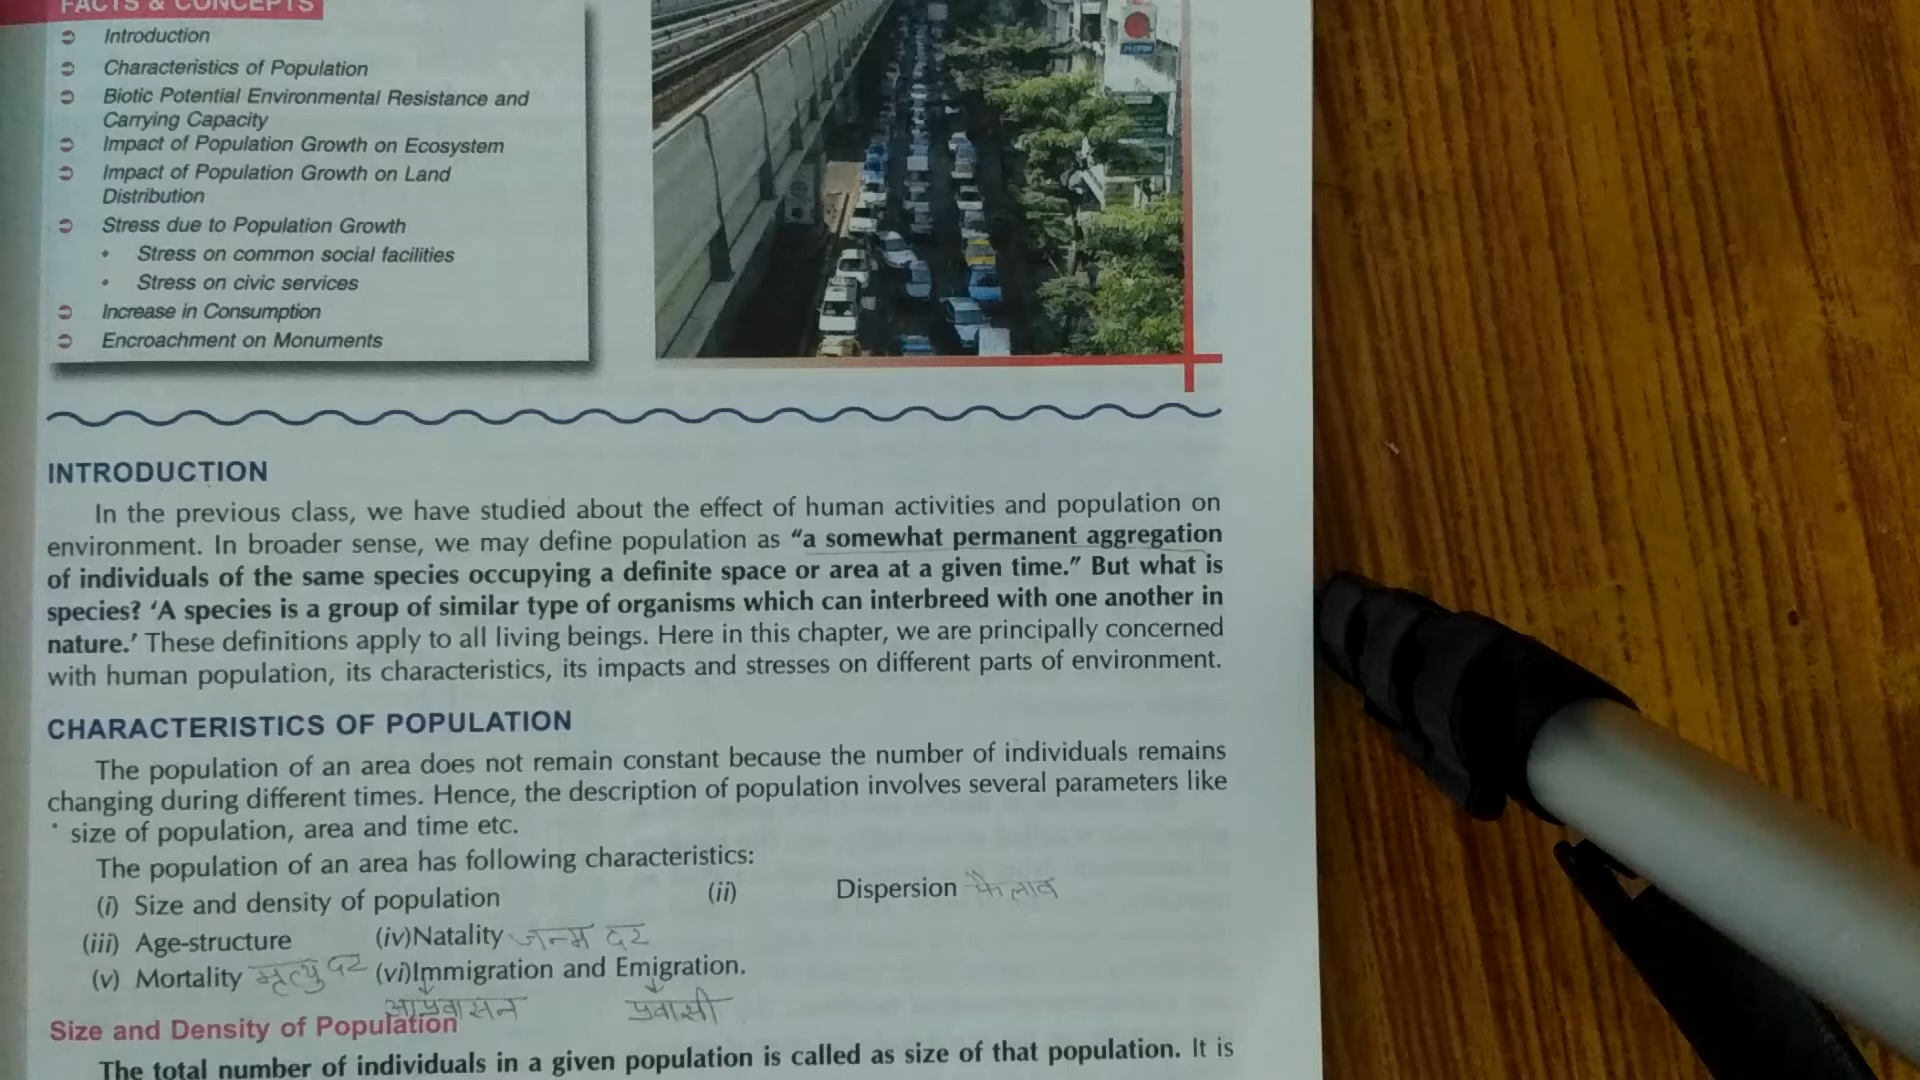 FACTS & CONCEPTS
Introduction
Characteristics of Population
Biotic Potential Environmental Resistance and
Carrying Capacity
Impact of Population Growth on Ecosystem
Impact of Population Growth on Land
Distribution
Stress due to Population Growth
• Stress on common social facilities
• Stress on civic services
Increase in Consumption
Encroachment on Monuments
INTRODUCTION
In the previous class, we have studied about the effect of human activities and population on
environment. In broader sense, we may define population as “a somewhat permanent aggregation
of individuals of the same species occupying a definite space or area at a given time.” But what is
species? ‘A species is a group of similar type of organisms which can interbreed with one another in
nature.’ These definitions apply to all living beings. Here in this chapter, we are principally concerned
with human population, its characteristics, its impacts and stresses on different parts of environment.
CHARACTERISTICS OF POPULATION
The population of an area does not remain constant because the number of individuals remains
changing during different times. Hence, the description of population involves several parameters like
size of population, area and time etc.
The population of an area has following characteristics:
(i) Size and density of population (ii) Dispersion फैलाव
(iii) Age-structure (iv)Natality जन्म दर
(v) Mortality मृत्यु दर (vi)Immigration and Emigration.
आप्रवासन प्रवासी
Size and Density of Population
The total number of individuals in a given population is called as size of that population. It is